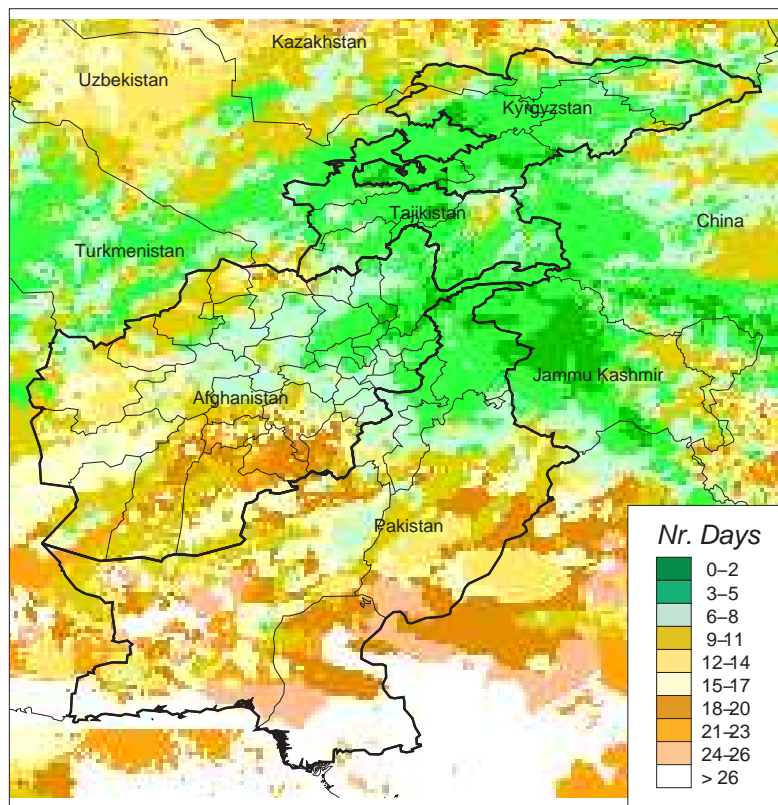 Kazakhstan
Uzbekistan
Kyrgyzstan
Tajikistan
China
Turkmenistan
Jammu Kashmir
Afghanistan
Pakistan
Nr. Days
0–2
3–5
6–8
9–11
12–14
15–17
18–20
21–23
24–26
> 26